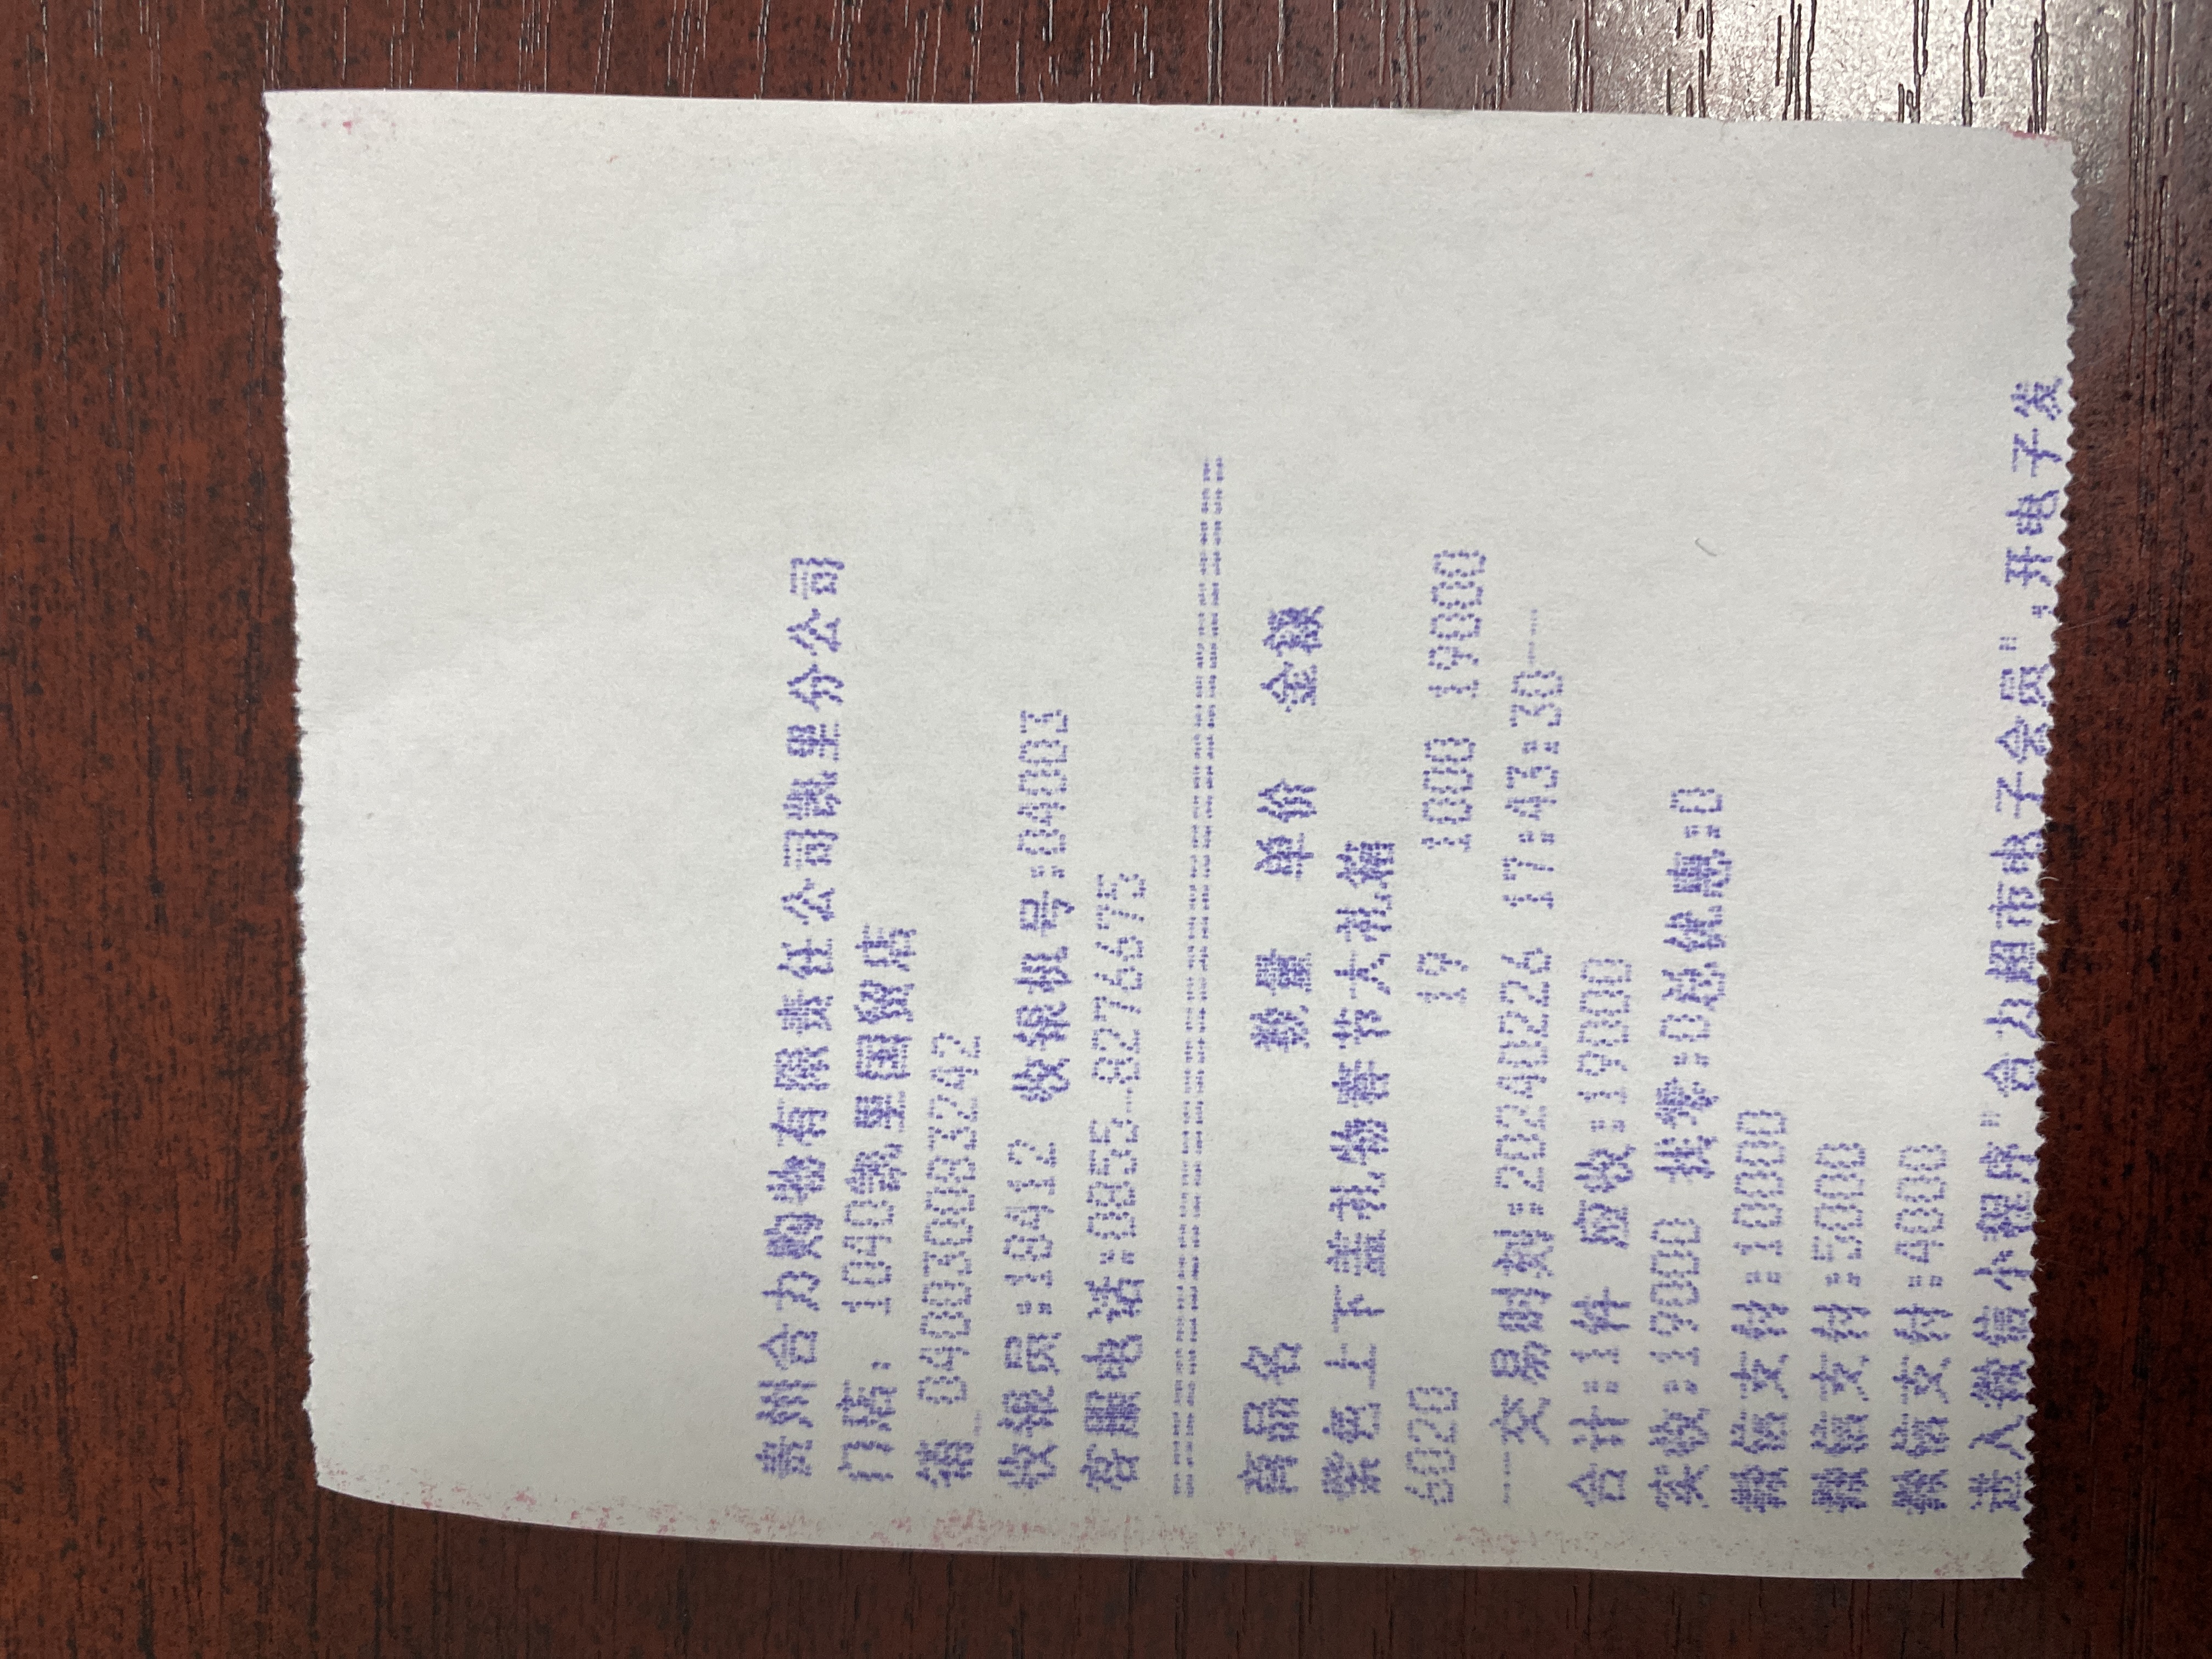 贵州合力购物有限责任公司凯里分公司
门店: 1040凯里国贸店
销_0400300083242
收银员:18412 收银机号:04003
客服电话:0855-8276675
========================================
商品名 数量 单价 金额
紫色上下盖礼物春节大礼箱
6020 19 1000 19000
--交易时刻:20240226 17:43:30--
合计:1件 应收:19000
实收:19000 找零:0总优惠:0
微信支付:10000
微信支付:5000
微信支付:4000
进入微信小程序"合力超市电子会员",开电子发